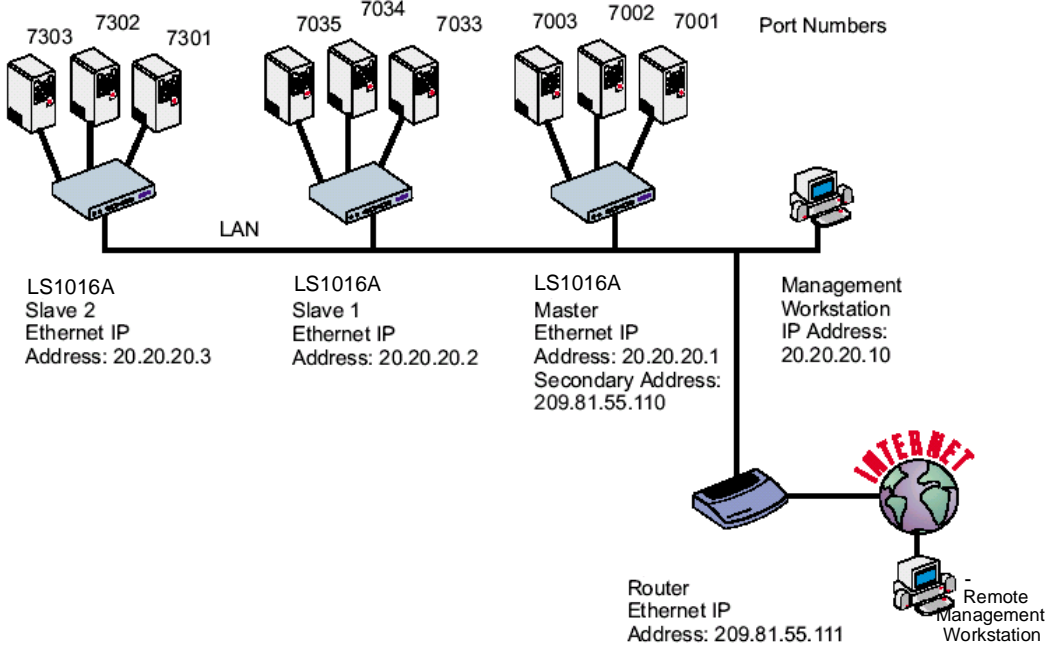 7303
7302
7301
7035
7034
7033
7003
7002
7001
Port Numbers
LAN
LS1016A
Slave 2
Ethernet IP
Address: 20.20.20.3
LS1016A
Slave 1
Ethernet IP
Address: 20.20.20.2
LS1016A
Master
Ethernet IP
Address: 20.20.20.1
Secondary Address:
209.81.55.110
Management
Workstation
IP Address:
20.20.20.10
INTERNET
Router
Ethernet IP
Address: 209.81.55.111
-
Remote
Management
Workstation